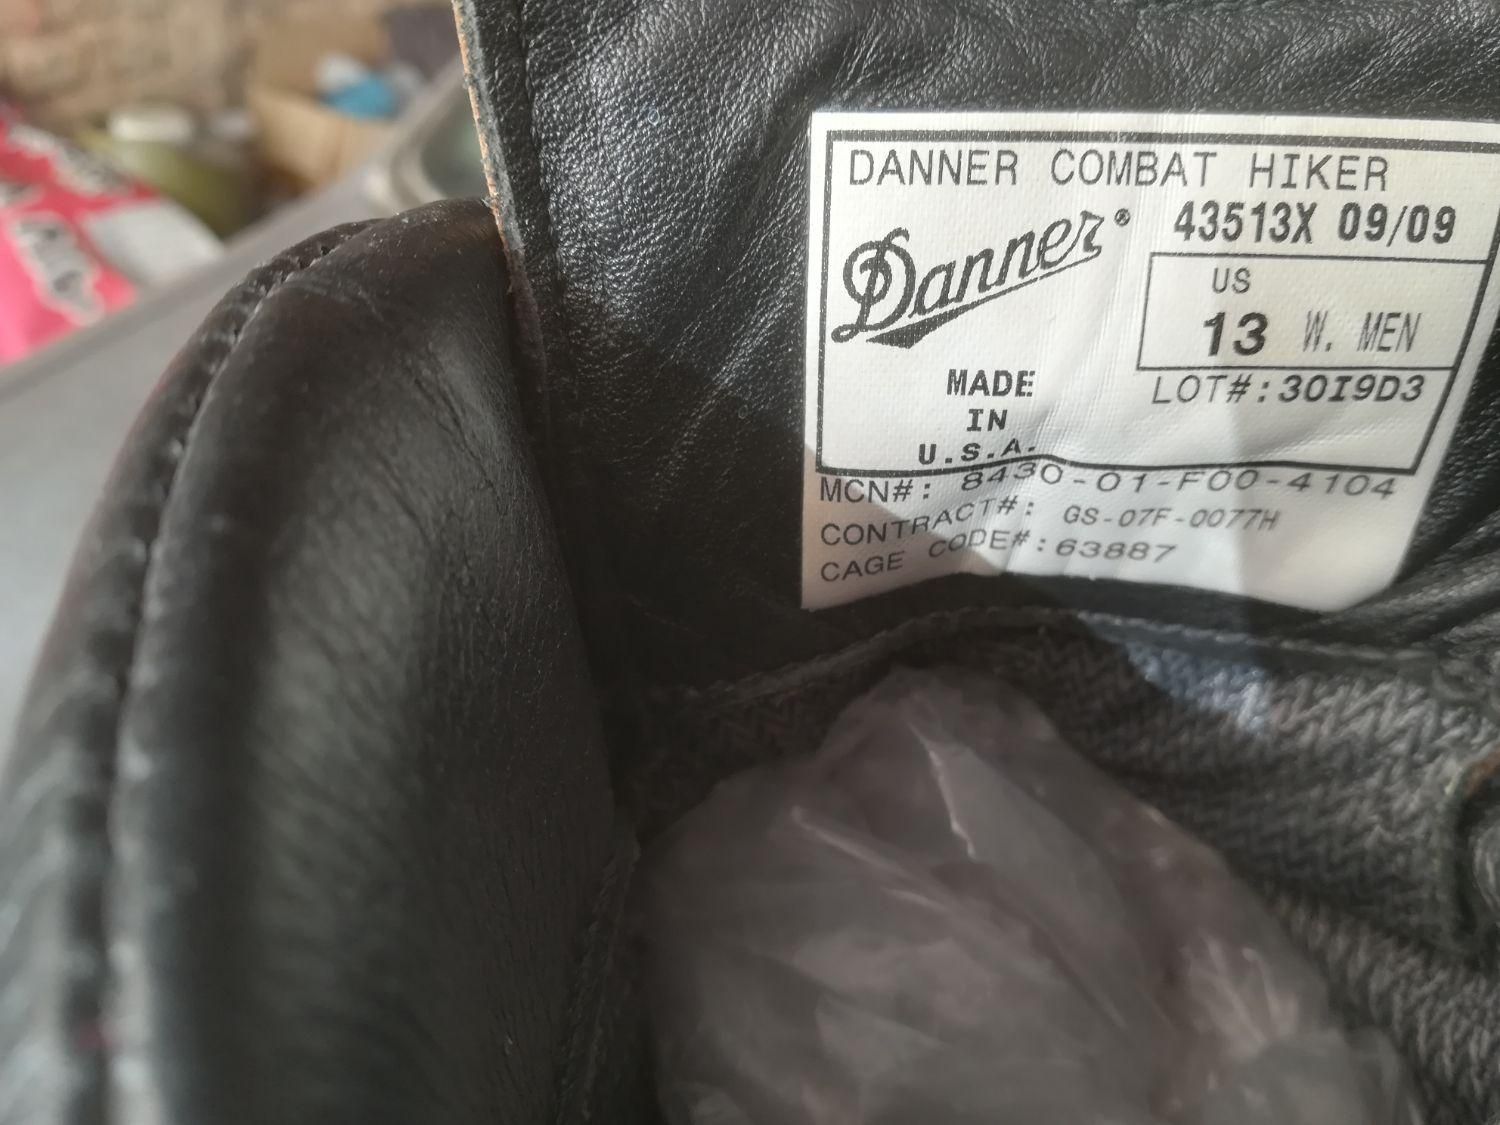 DANNER COMBAT HIKER
Danner®
43513X 09/09
US
13 W. MEN
MADE
IN
U.S.A.
LOT#:30I9D3
MCN#: 8430-01-F00-4104
CONTRACT#: GS-07F-0077H
CAGE CODE#:63887